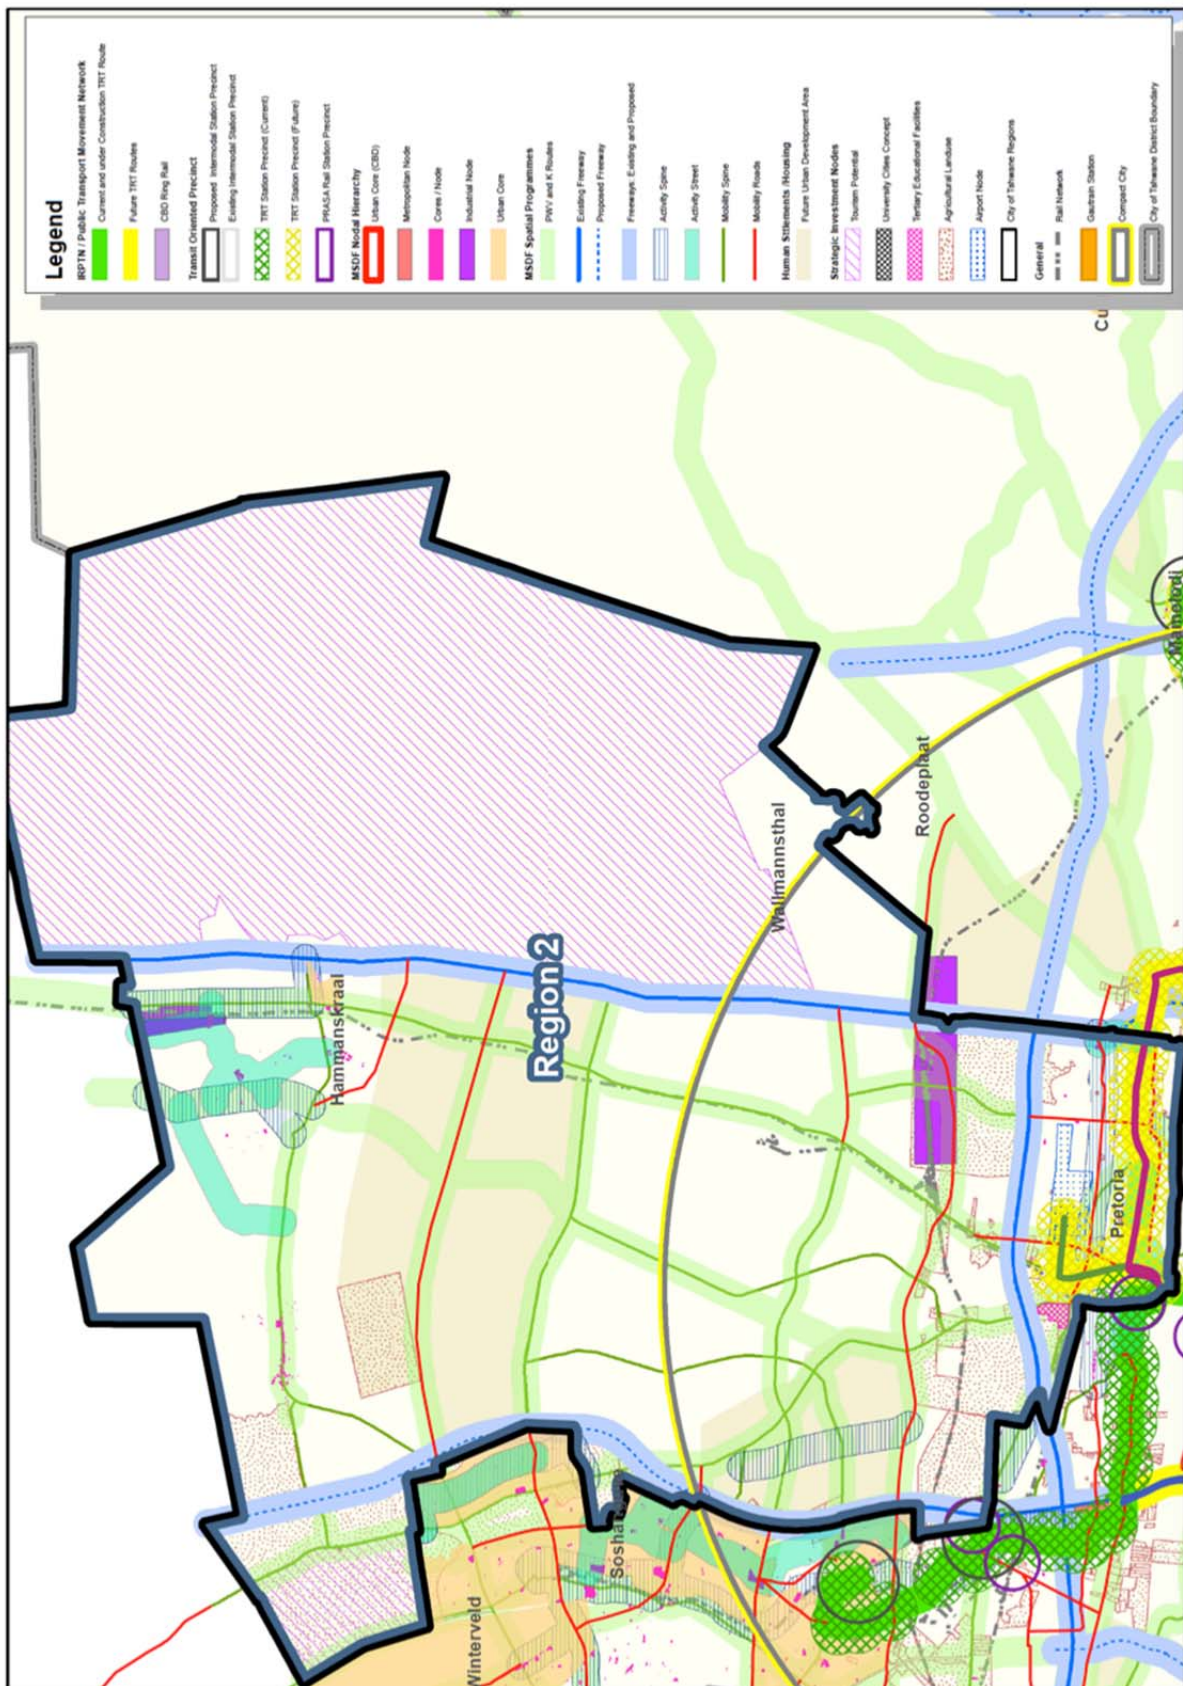 Legend
IRPTN / Public Transport Movement Network
Current and under Construction TRT Route
Future TRT Routes
CBD Ring Rail
Transit Oriented Precinct
Proposed Intermodal Station Precinct
Existing Intermodal Station Precinct
TRT Station Precinct (Current)
TRT Station Precinct (Future)
PRASA Rail Station Precinct
MSDF Nodal Hierarchy
Urban Core (CBD)
Metropolitan Node
Cores / Node
Industrial Node
Urban Core
MSDF Spatial Programmes
PWV and K Routes
Existing Freeway
Proposed Freeway
Freeways: Existing and Proposed
Activity Spine
Activity Street
Mobility Spine
Mobility Roads
Human Sttlements /Housing
Future Urban Development Area
Strategic Investment Nodes
Tourism Potential
University Cities Concept
Tertiary Educational Facilities
Agricultural Landuse
Airport Node
City of Tshwane Regions
General
Rail Network
Gautrain Station
Compact City
City of Tshwane District Boundary
Hammanskraal
Region 2
Wallmannsthal
Roodeplaat
Cu
Mamelodi
Pretoria
Sosha
Winterveld